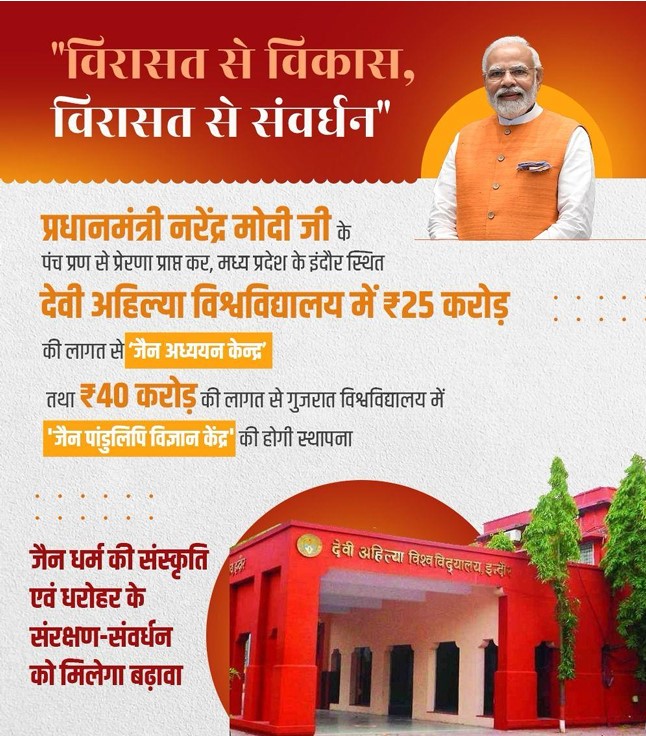 "विरासत से विकास,
विरासत से संवर्धन"
प्रधानमंत्री नरेंद्र मोदी जी के
पंच प्रण से प्रेरणा प्राप्त कर, मध्य प्रदेश के इंदौर स्थित
देवी अहिल्या विश्वविद्यालय में ₹25 करोड़
की लागत से 'जैन अध्ययन केन्द्र'
तथा ₹40 करोड़ की लागत से गुजरात विश्वविद्यालय में
'जैन पांडुलिपि विज्ञान केंद्र' की होगी स्थापना
जैन धर्म की संस्कृति
एवं धरोहर के
संरक्षण-संवर्धन
को मिलेगा बढ़ावा
देवी अहिल्या विश्वविद्यालय, इन्दौर